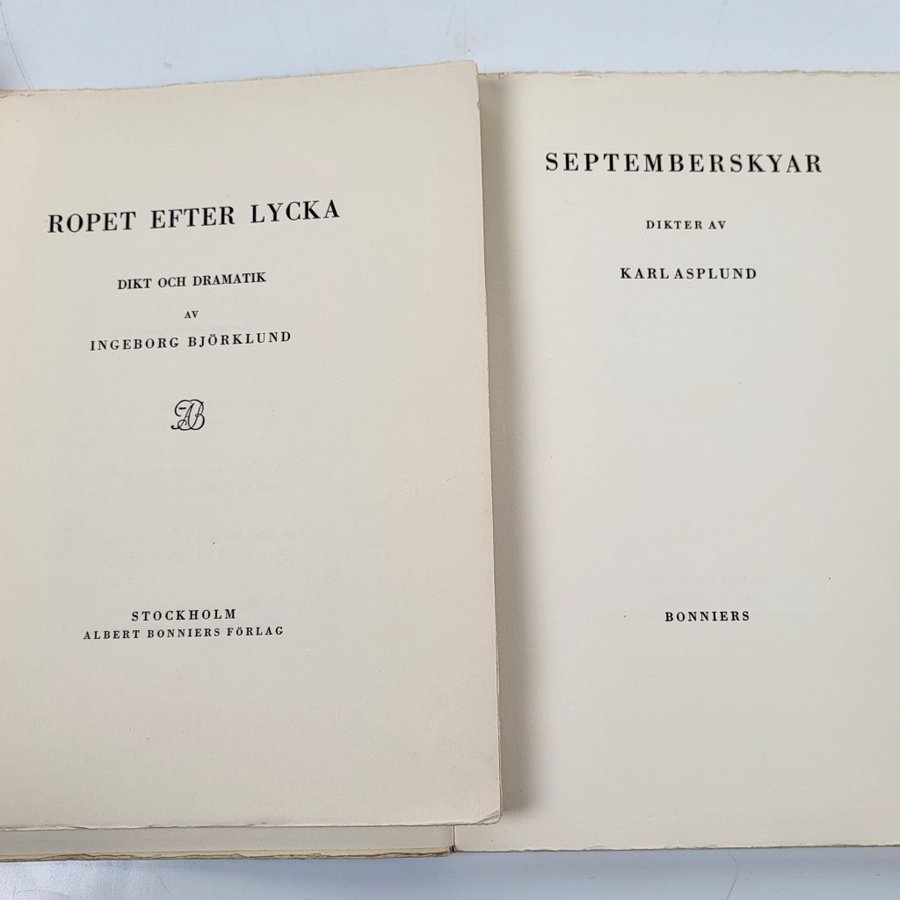 ROPET EFTER LYCKA
DIKT OCH DRAMATIK
AV
INGEBORG BJÖRKLUND
AB
STOCKHOLM
ALBERT BONNIERS FÖRLAG
SEPTEMBERSKYAR
DIKTER AV
KARL ASPLUND
BONNIERS